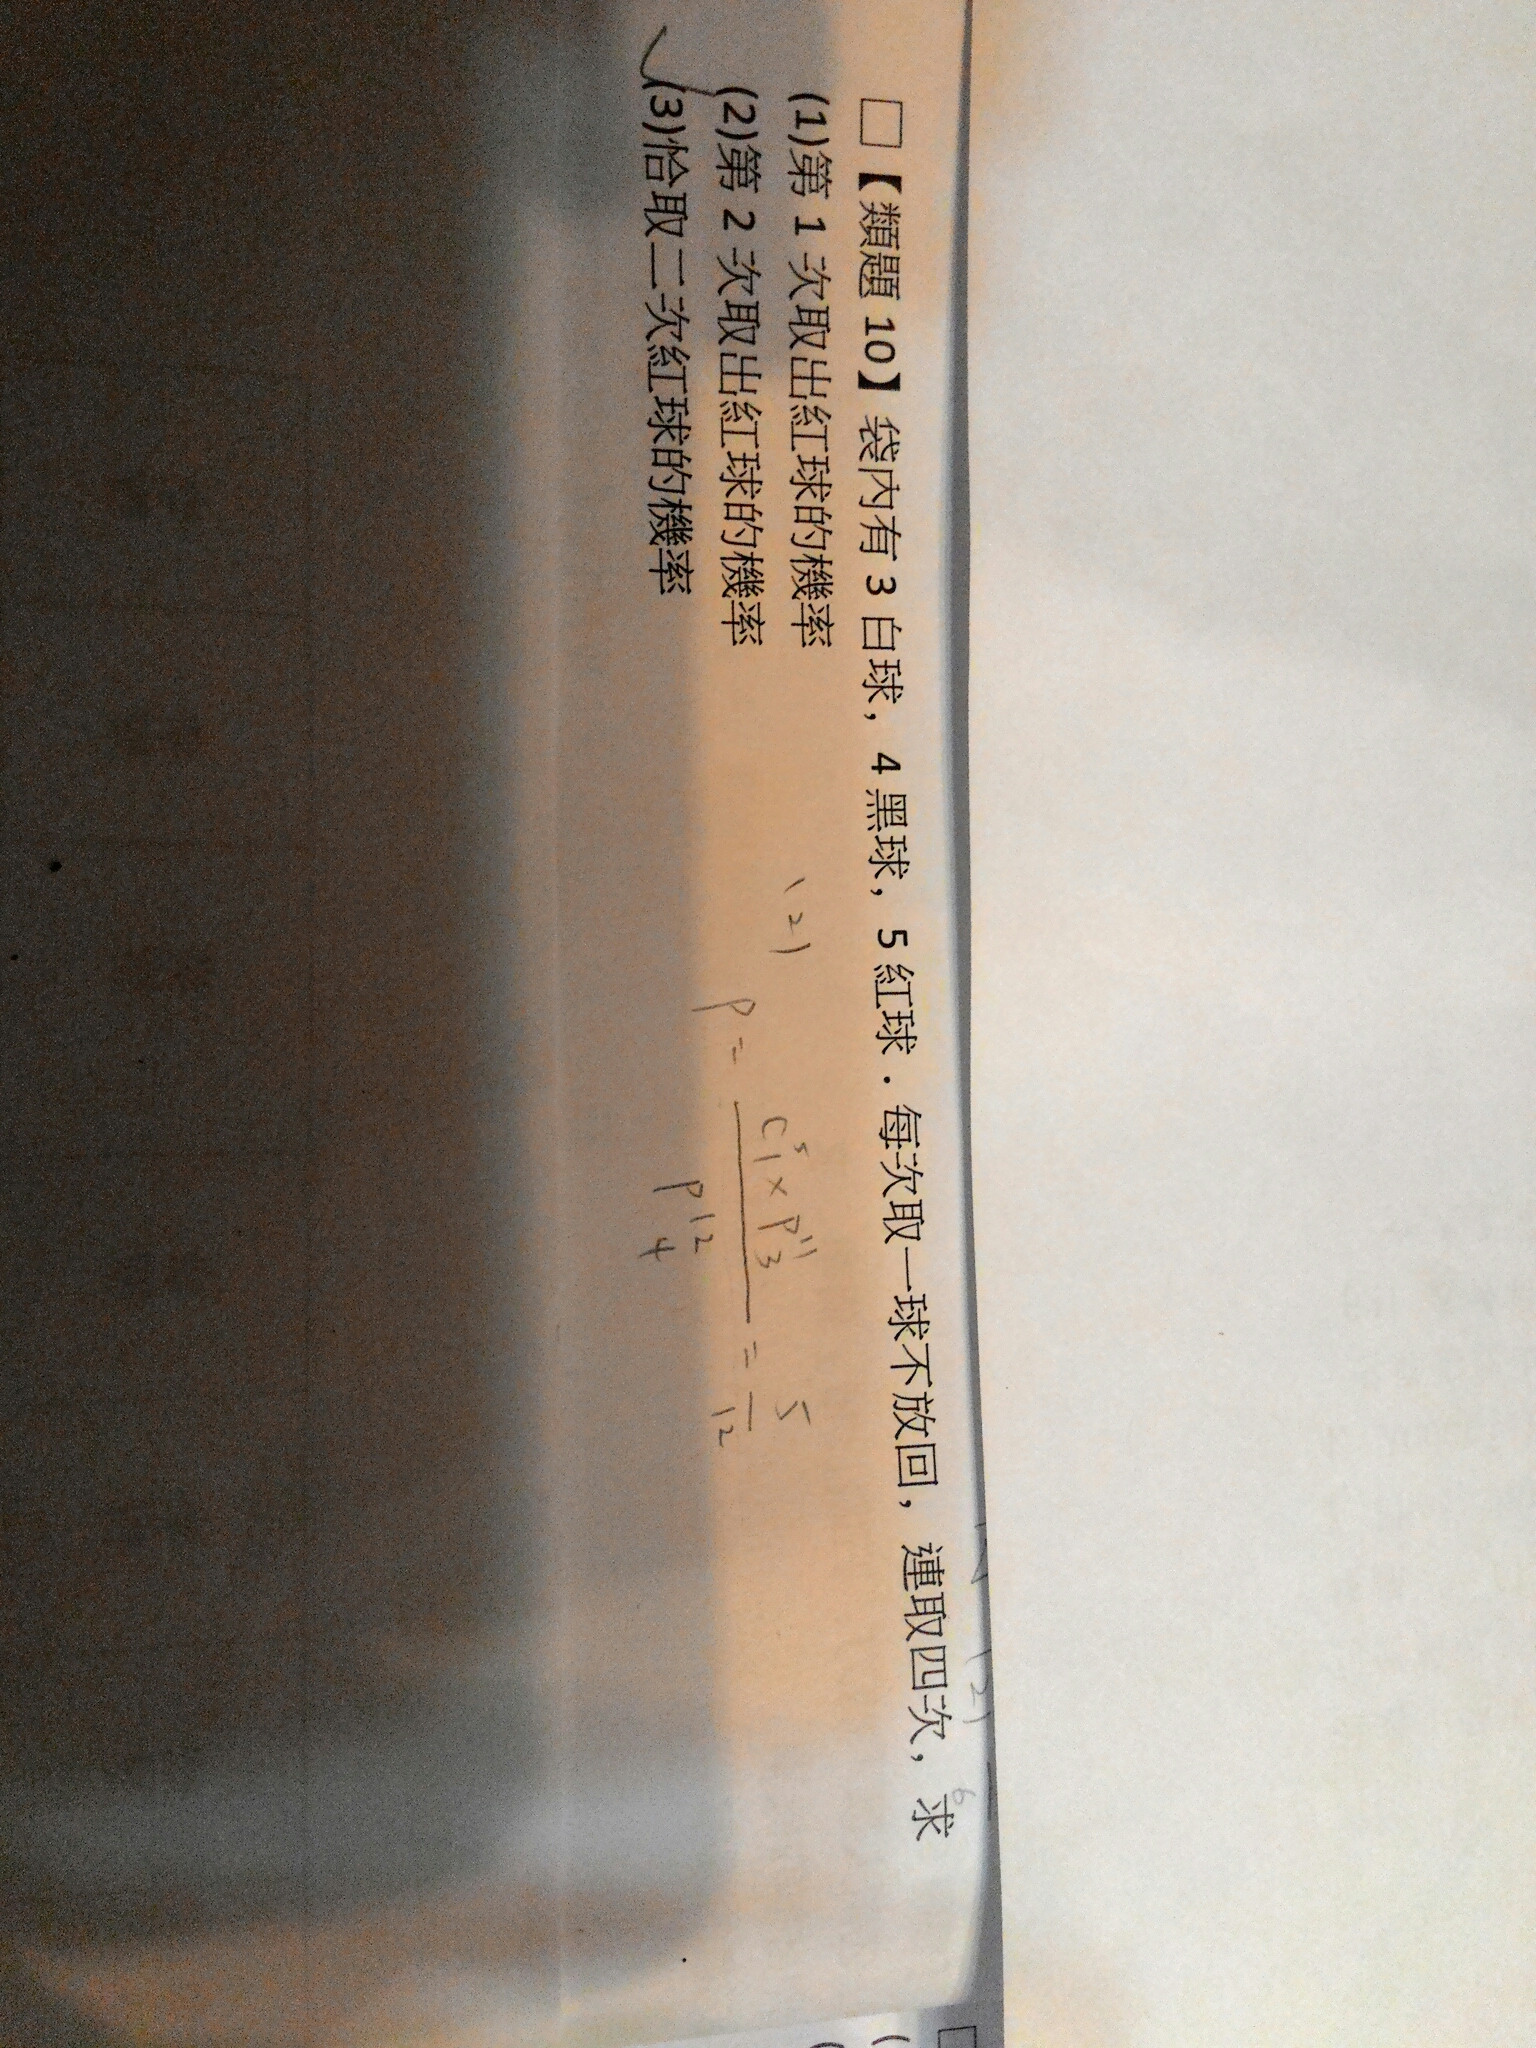 □【類題 10】袋內有 3 白球，4 黑球，5 紅球．每次取一球不放回，連取四次，求
(1)第 1 次取出紅球的機率
(2)第 2 次取出紅球的機率
(3)恰取二次紅球的機率
(2)
P = C⁵₁ × P¹¹₃ / P¹²₄ = 5/12
(2)
6